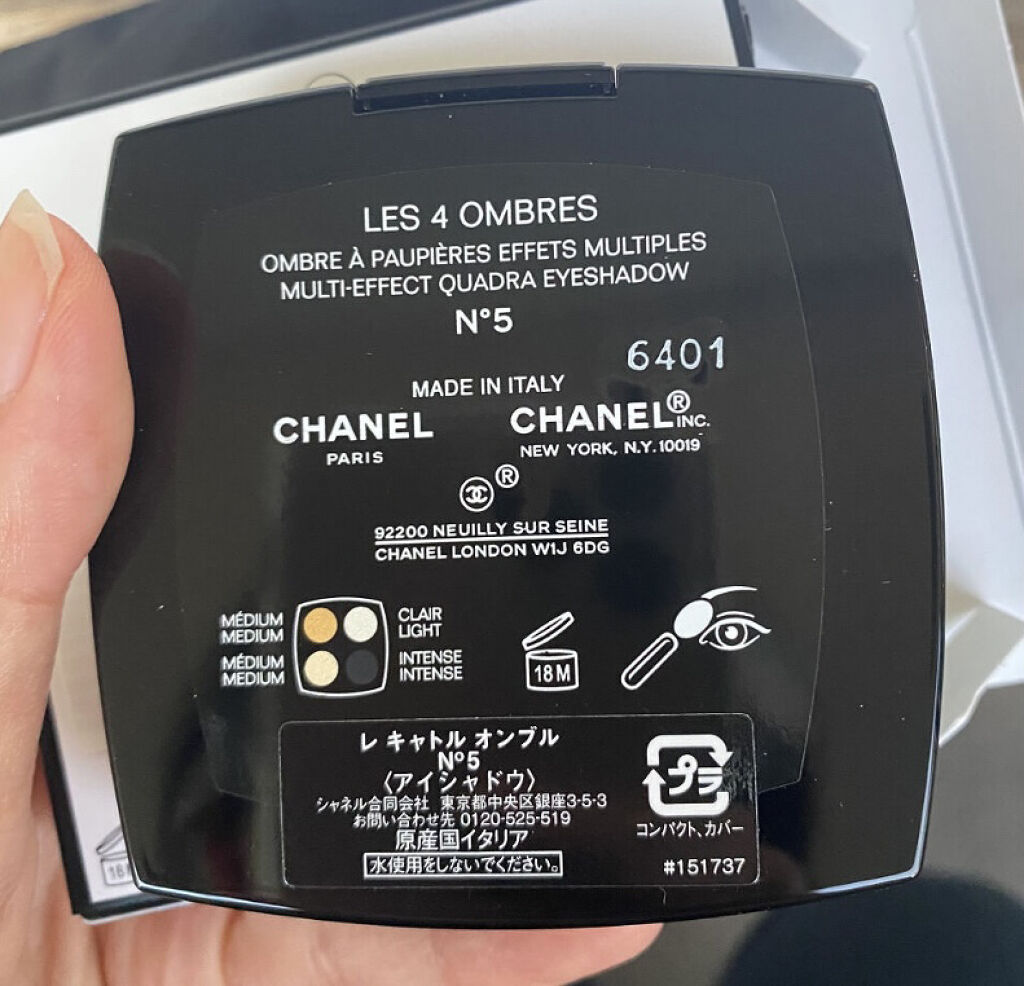 LES 4 OMBRES
OMBRE À PAUPIÈRES EFFETS MULTIPLES
MULTI-EFFECT QUADRA EYESHADOW
N°5
6401
MADE IN ITALY
CHANEL
PARIS
CHANEL® INC.
NEW YORK, N.Y. 10019
®
92200 NEUILLY SUR SEINE
CHANEL LONDON W1J 6DG
MÉDIUM
MEDIUM
CLAIR
LIGHT
MÉDIUM
MEDIUM
INTENSE
INTENSE
18M
レ キャトル オンブル
Nº5
〈アイシャドウ〉
シャネル合同会社 東京都中央区銀座3-5-3
お問い合わせ先 0120-525-519
原産国イタリア
水使用をしないでください。
プラ
コンパクト、カバー
#151737